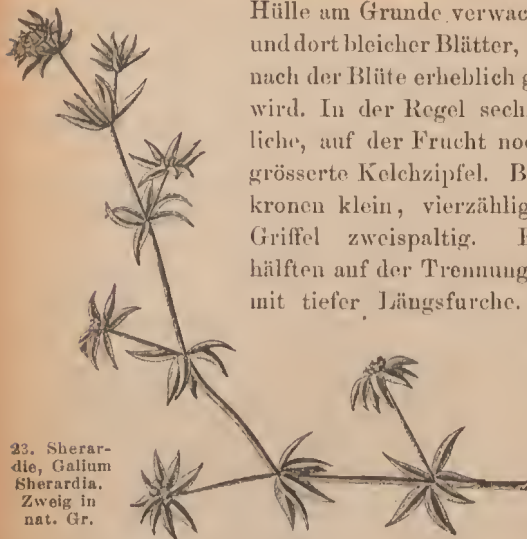 Hülle am Grunde verwac
und dort bleicher Blätter,
nach der Blüte erheblich g
wird. In der Regel sech
liche, auf der Frucht noc
grösserte Kelchzipfel. B
kronen klein, vierzählig
Griffel zweispaltig.
hälften auf der Trennung
mit tiefer Längsfurche.
23. Sherar-
die, Galium
Sherardia.
Zweig in
nat. Gr.